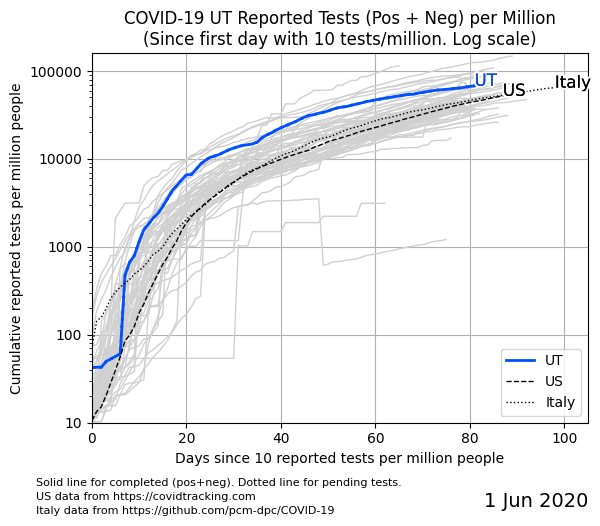 COVID-19 UT Reported Tests (Pos + Neg) per Million
(Since first day with 10 tests/million. Log scale)
Cumulative reported tests per million people
100000
10000
1000
100
10
UT
US
Italy
UT
US
Italy
0
20
40
60
80
100
Days since 10 reported tests per million people
Solid line for completed (pos+neg). Dotted line for pending tests.
US data from https://covidtracking.com
Italy data from https://github.com/pcm-dpc/COVID-19
1 Jun 2020